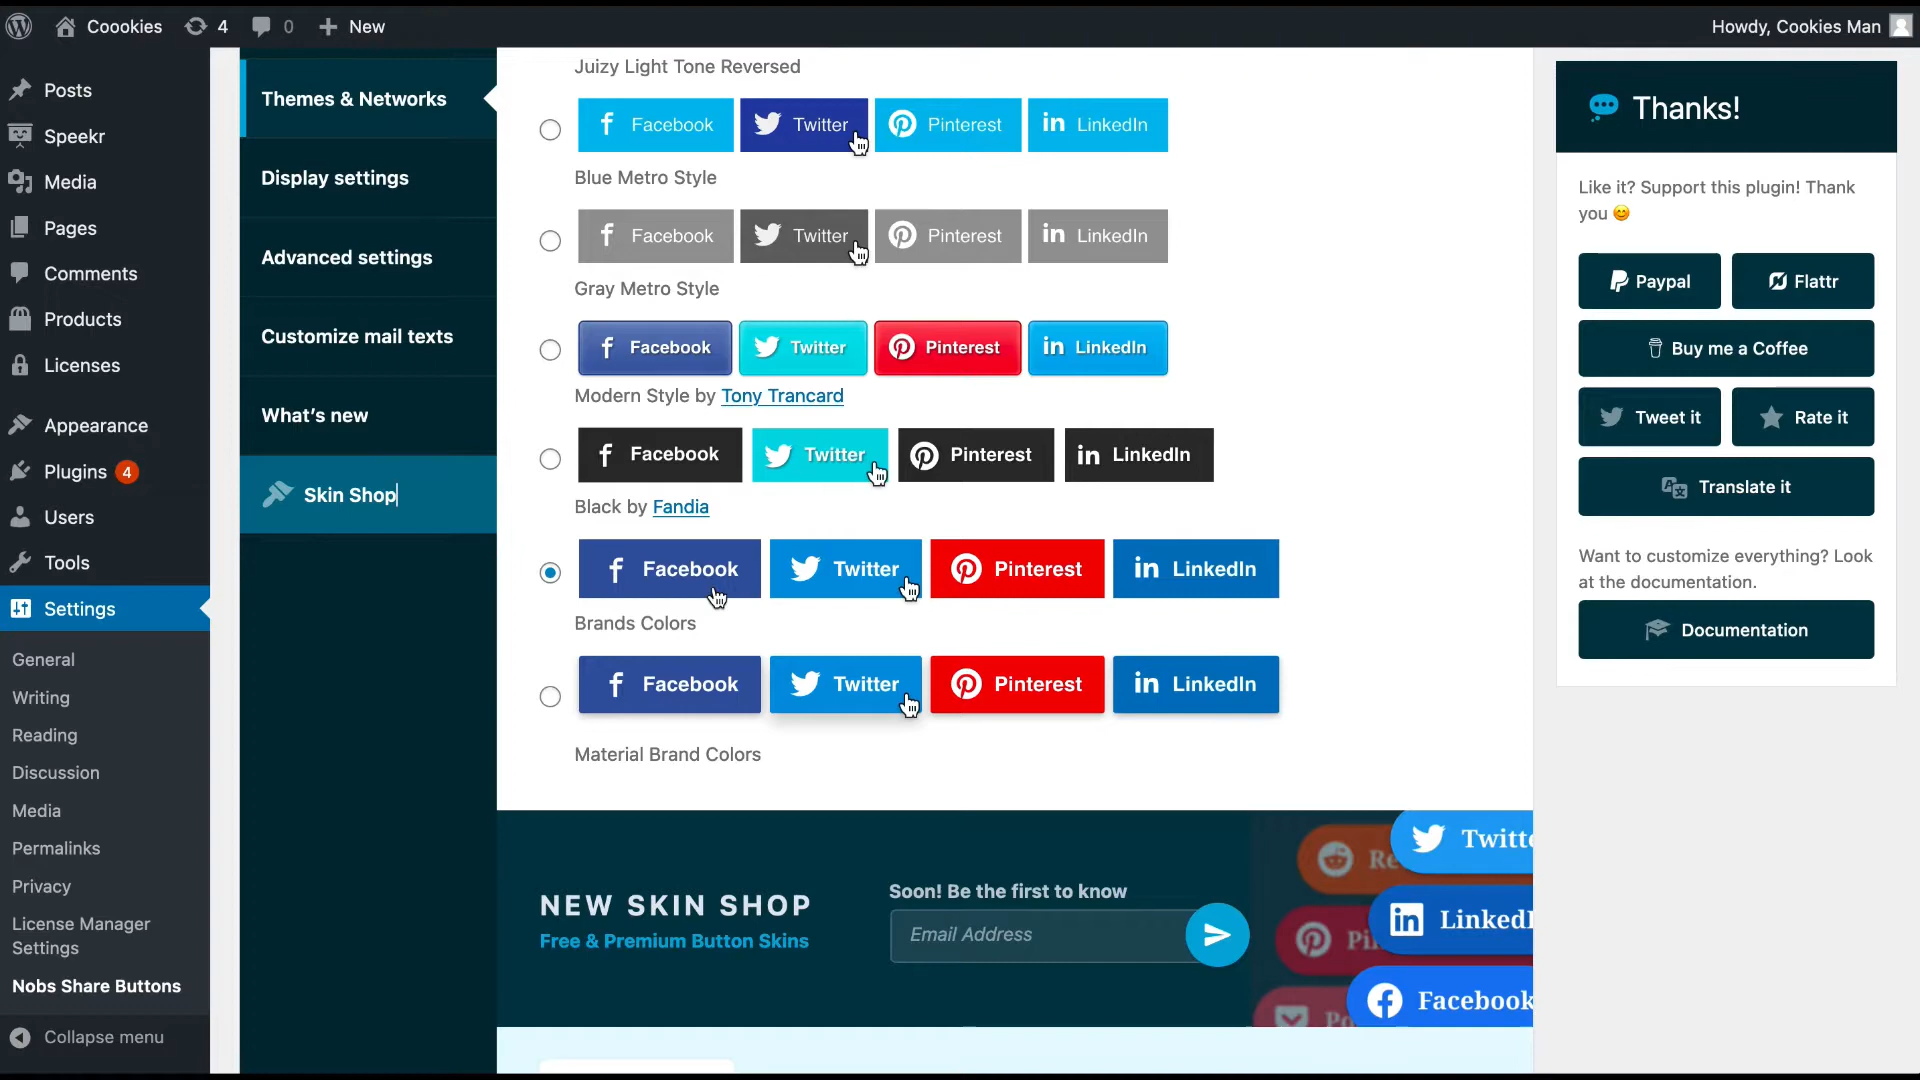 Coookies
4
0
New
Howdy, Cookies Man
Posts
Speekr
Media
Pages
Comments
Products
Licenses
Appearance
Plugins 4
Users
Tools
Settings
General
Writing
Reading
Discussion
Media
Permalinks
Privacy
License Manager
Settings
Nobs Share Buttons
Collapse menu
Themes & Networks
Display settings
Advanced settings
Customize mail texts
What's new
Skin Shop
Juizy Light Tone Reversed
Facebook Twitter Pinterest LinkedIn
Blue Metro Style
Facebook Twitter Pinterest LinkedIn
Gray Metro Style
Facebook Twitter Pinterest LinkedIn
Modern Style by Tony Trancard
Facebook Twitter Pinterest LinkedIn
Black by Fandia
Facebook Twitter Pinterest LinkedIn
Brands Colors
Facebook Twitter Pinterest LinkedIn
Material Brand Colors
NEW SKIN SHOP
Free & Premium Button Skins
Soon! Be the first to know
Email Address
Twitte
Re
LinkedI
Pi
Facebook
Po
Thanks!
Like it? Support this plugin! Thank
you 😊
Paypal
Flattr
Buy me a Coffee
Tweet it
Rate it
Translate it
Want to customize everything? Look
at the documentation.
Documentation